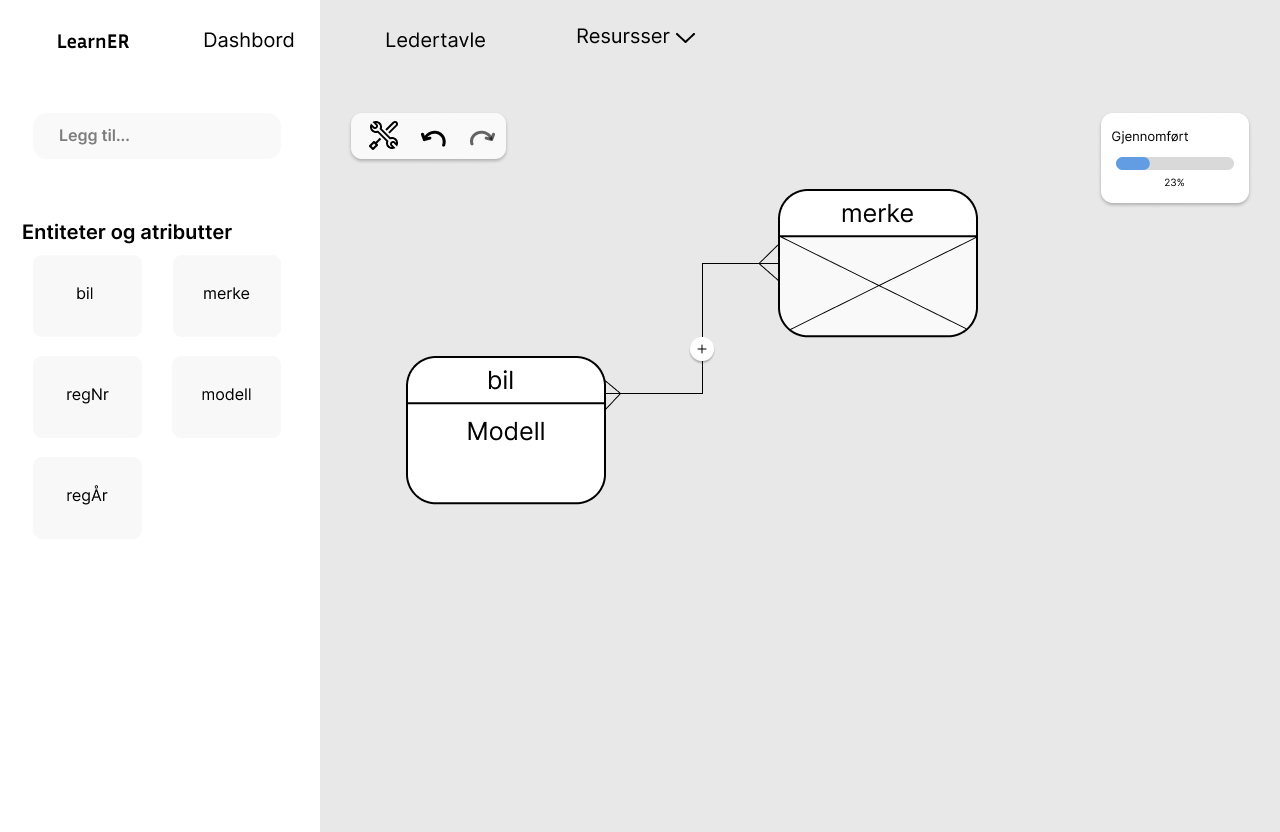 LearnER
Dashbord
Ledertavle
Resursser
Legg til...
Gjennomført
23%
Entiteter og atributter
bil
merke
regNr
modell
regÅr
merke
bil
Modell